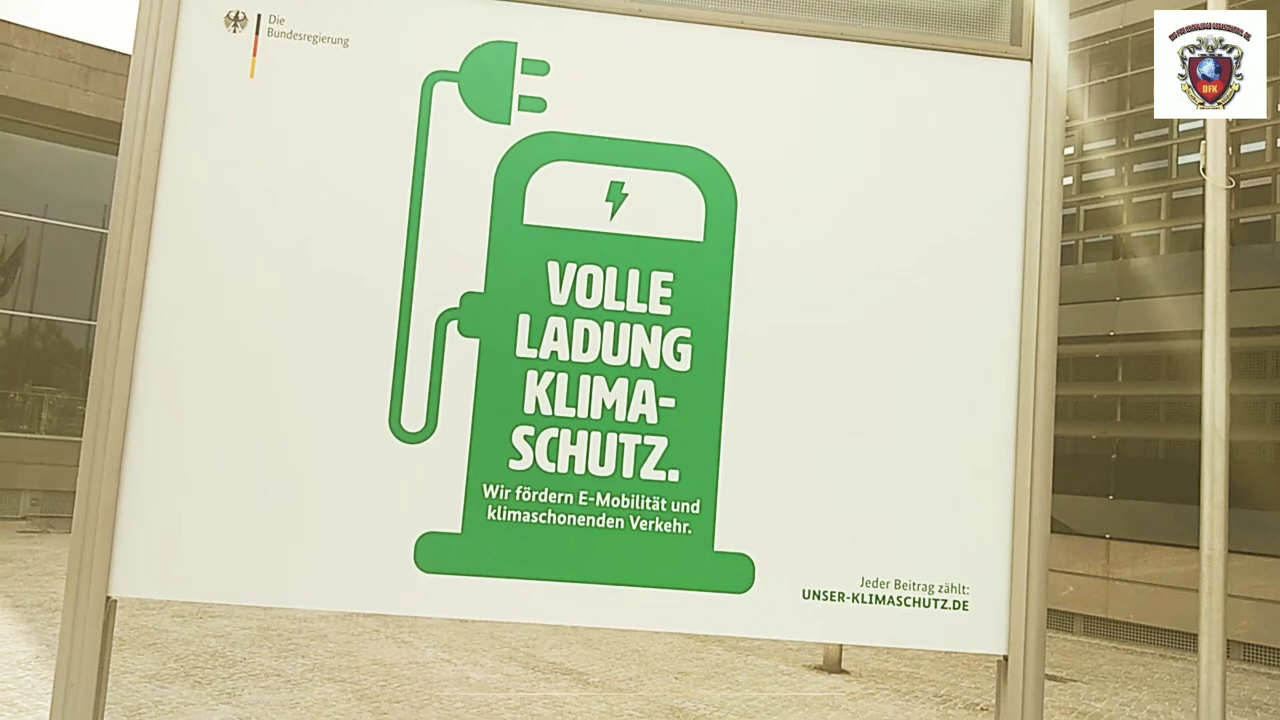 Die
Bundesregierung
VOLLE
LADUNG
KLIMA-
SCHUTZ.
Wir fördern E-Mobilität und
klimaschonenden Verkehr.
Jeder Beitrag zählt:
UNSER-KLIMASCHUTZ.DE
DFK